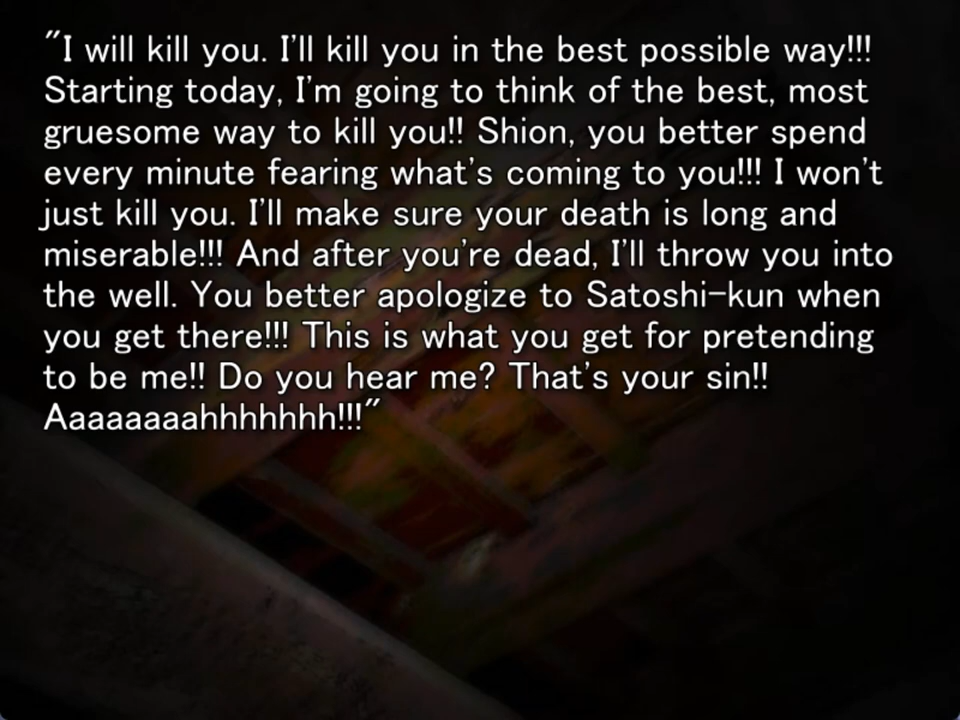 "I will kill you. I'll kill you in the best possible way!!!
Starting today, I'm going to think of the best, most
gruesome way to kill you!! Shion, you better spend
every minute fearing what's coming to you!!! I won't
just kill you. I'll make sure your death is long and
miserable!!! And after you're dead, I'll throw you into
the well. You better apologize to Satoshi-kun when
you get there!!! This is what you get for pretending
to be me!! Do you hear me? That's your sin!!
Aaaaaaaahhhhhhh!!!"